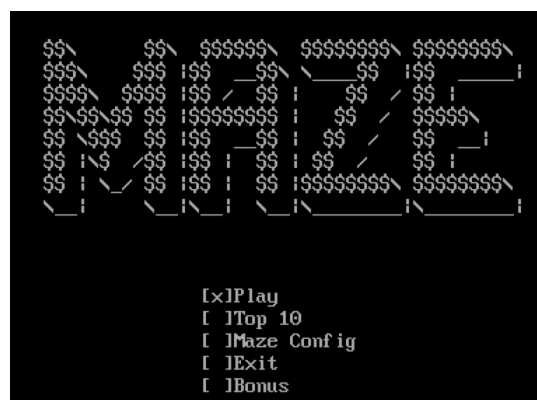 MAZE
[x]Play
[ ]Top 10
[ ]Maze Config
[ ]Exit
[ ]Bonus